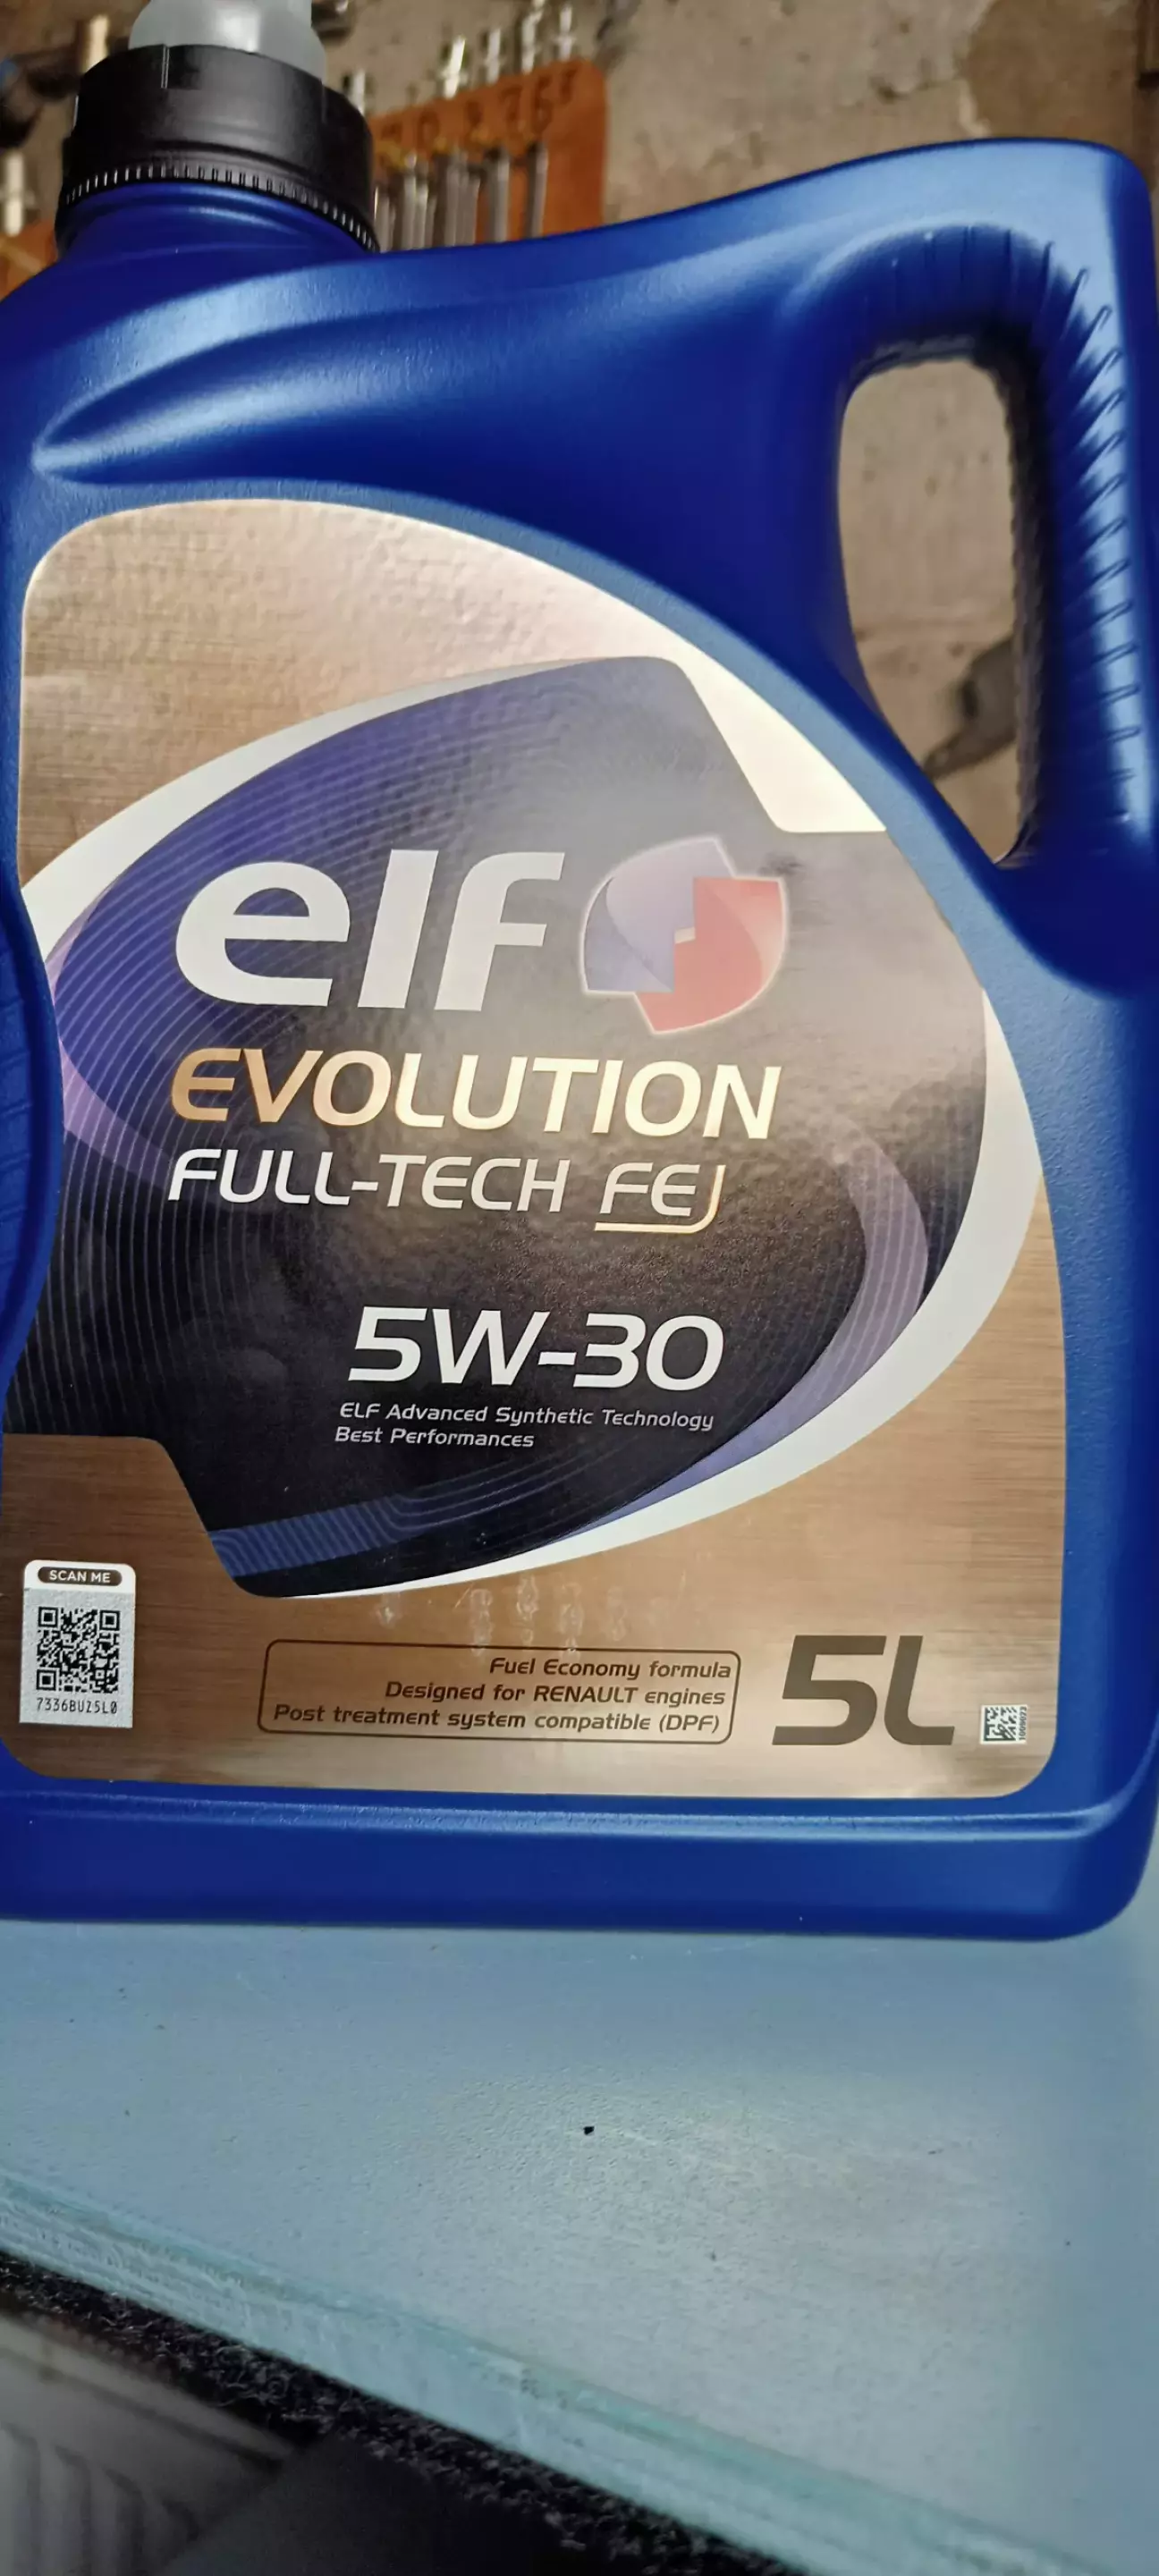 elf
EVOLUTION
FULL-TECH FE
5W-30
ELF Advanced Synthetic Technology
Best Performances
SCAN ME
7336BUZ5L0
Fuel Economy formula
Designed for RENAULT engines
Post treatment system compatible (DPF)
5L